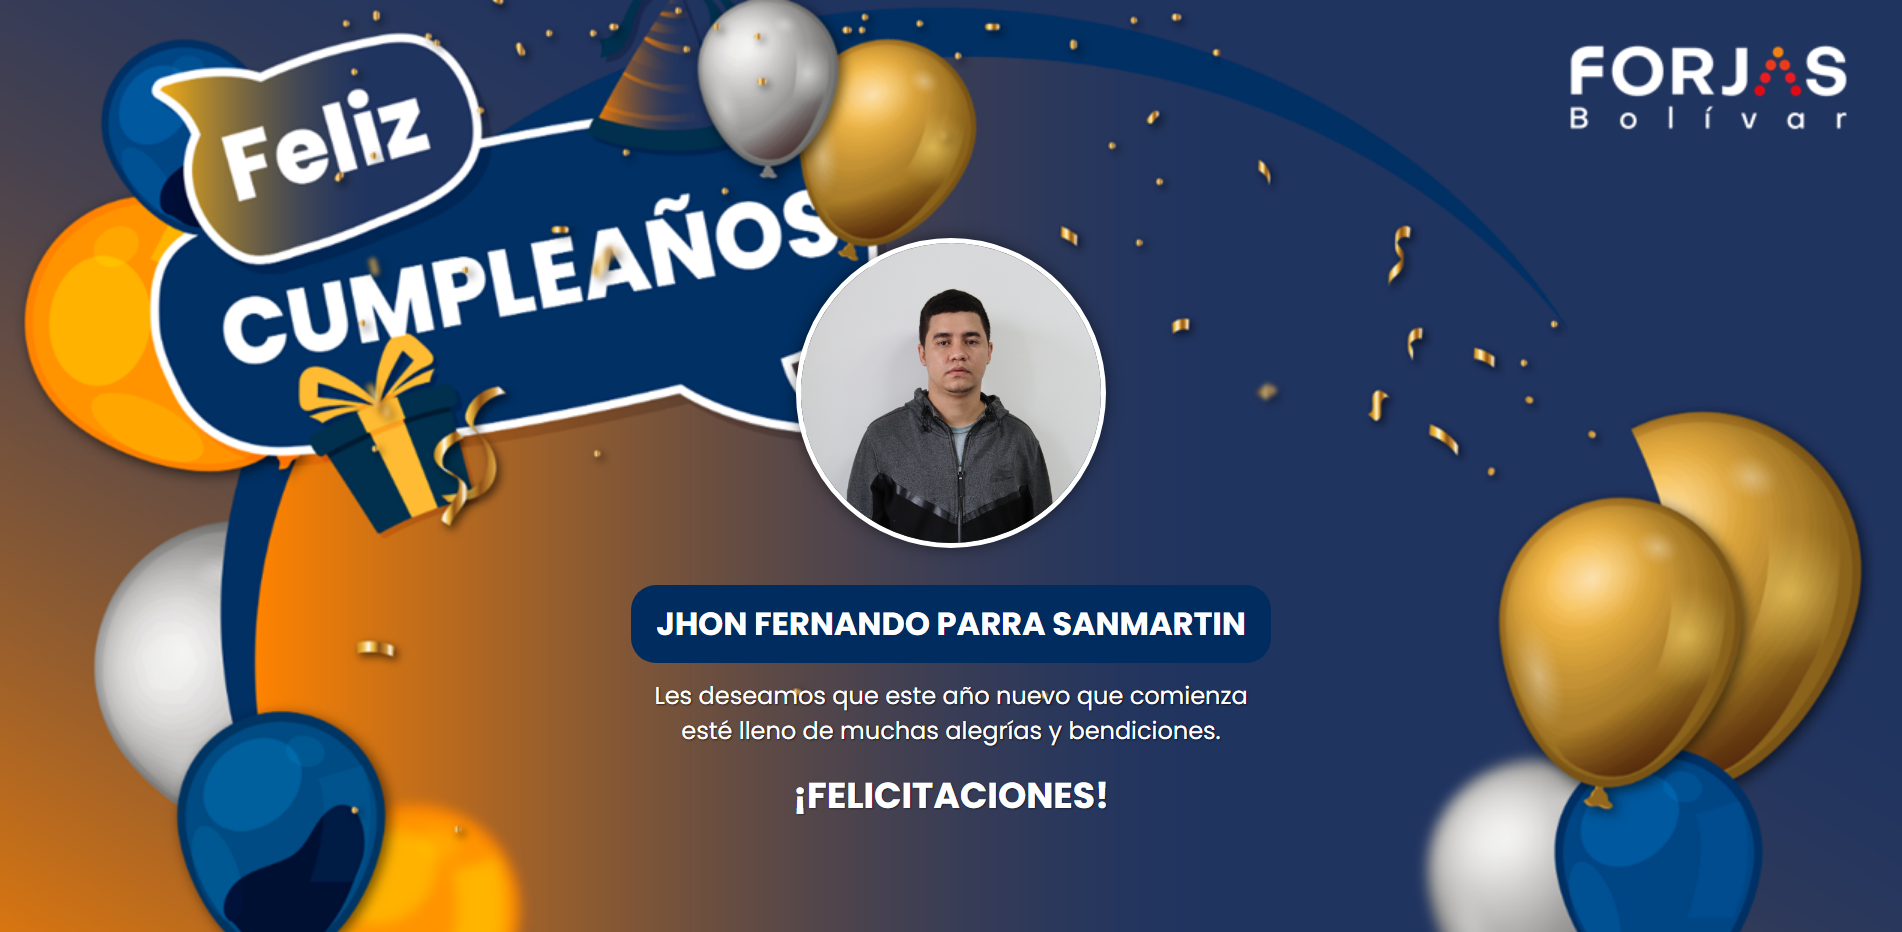 FORJAS
Bolívar
Feliz
CUMPLEAÑOS
JHON FERNANDO PARRA SANMARTIN
Les deseamos que este año nuevo que comienza
esté lleno de muchas alegrías y bendiciones.
¡FELICITACIONES!